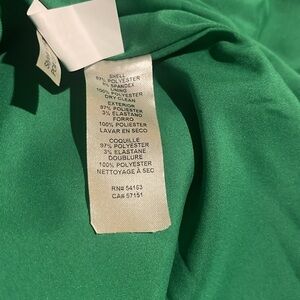 SHELL
97% POLYESTER
3% SPANDEX
LINING
100% POLYESTER
DRY CLEAN
EXTERIOR
97% POLIESTER
3% ELASTANO
FORRO
100% POLIESTER
LAVAR EN SECO
COQUILLE
97% POLYESTER
3% ELASTANE
DOUBLURE
100% POLYESTER
NETTOYAGE À SEC
RN# 54163
CA# 57151